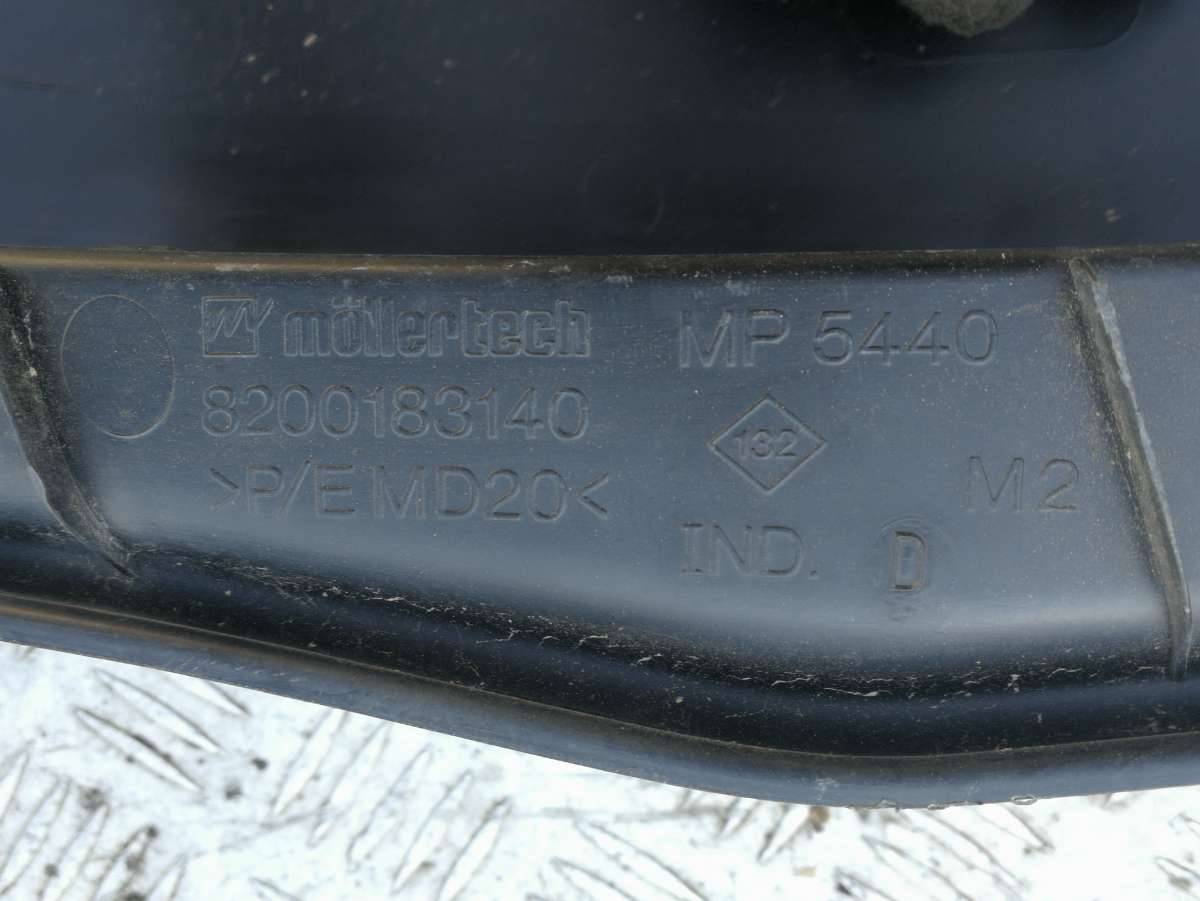 möllertech MP 5440
8200183140
132
>P/E MD20< M2
IND. D